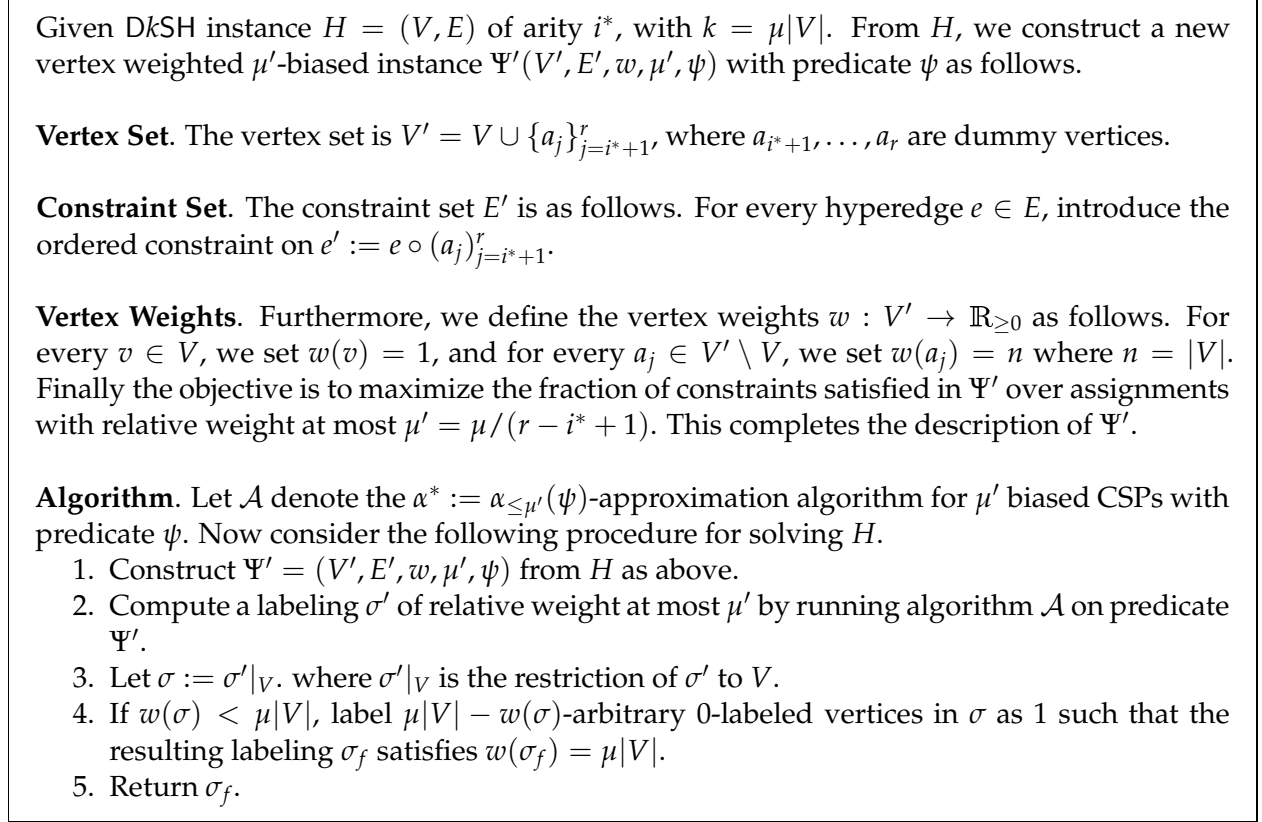 Given DkSH instance H = (V, E) of arity i*, with k = μ|V|. From H, we construct a new
vertex weighted μ′-biased instance Ψ′(V′, E′, w, μ′, ψ) with predicate ψ as follows.
Vertex Set. The vertex set is V′ = V ∪ {a_j}^r_{j=i*+1}, where a_{i*+1}, . . . , a_r are dummy vertices.
Constraint Set. The constraint set E′ is as follows. For every hyperedge e ∈ E, introduce the
ordered constraint on e′ := e ∘ (a_j)^r_{j=i*+1}.
Vertex Weights. Furthermore, we define the vertex weights w : V′ → ℝ_{≥0} as follows. For
every v ∈ V, we set w(v) = 1, and for every a_j ∈ V′ \ V, we set w(a_j) = n where n = |V|.
Finally the objective is to maximize the fraction of constraints satisfied in Ψ′ over assignments
with relative weight at most μ′ = μ/(r − i* + 1). This completes the description of Ψ′.
Algorithm. Let 𝒜 denote the α* := α_{≤μ′}(ψ)-approximation algorithm for μ′ biased CSPs with
predicate ψ. Now consider the following procedure for solving H.
1. Construct Ψ′ = (V′, E′, w, μ′, ψ) from H as above.
2. Compute a labeling σ′ of relative weight at most μ′ by running algorithm 𝒜 on predicate
Ψ′.
3. Let σ := σ′|_V. where σ′|_V is the restriction of σ′ to V.
4. If w(σ) < μ|V|, label μ|V| − w(σ)-arbitrary 0-labeled vertices in σ as 1 such that the
resulting labeling σ_f satisfies w(σ_f) = μ|V|.
5. Return σ_f.